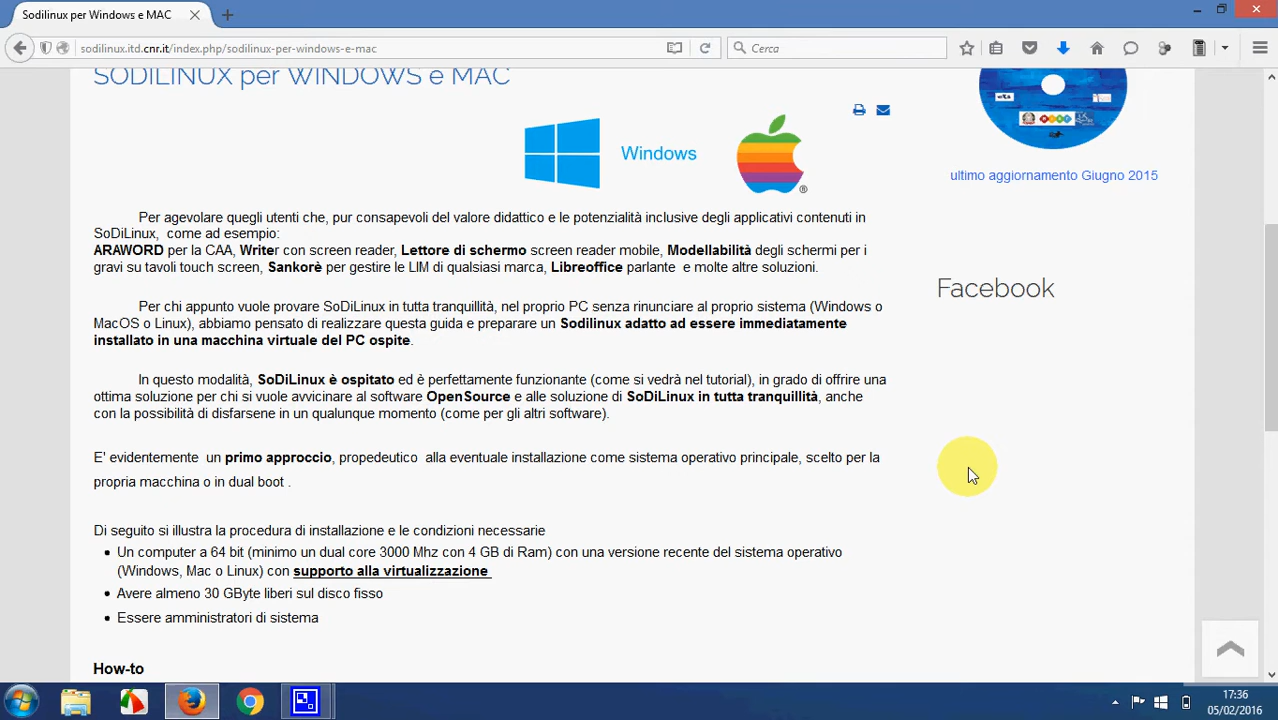 Sodilinux per Windows e MAC
sodilinux.itd.cnr.it/index.php/sodilinux-per-windows-e-mac
Cerca
SODILINUX per WINDOWS e MAC
Windows
ultimo aggiornamento Giugno 2015
Per agevolare quegli utenti che, pur consapevoli del valore didattico e le potenzialità inclusive degli applicativi contenuti in
SoDiLinux, come ad esempio:
ARAWORD per la CAA, Writer con screen reader, Lettore di schermo screen reader mobile, Modellabilità degli schermi per i
gravi su tavoli touch screen, Sankorè per gestire le LIM di qualsiasi marca, Libreoffice parlante e molte altre soluzioni.
Facebook
Per chi appunto vuole provare SoDiLinux in tutta tranquillità, nel proprio PC senza rinunciare al proprio sistema (Windows o
MacOS o Linux), abbiamo pensato di realizzare questa guida e preparare un Sodilinux adatto ad essere immediatamente
installato in una macchina virtuale del PC ospite.
In questo modalità, SoDiLinux è ospitato ed è perfettamente funzionante (come si vedrà nel tutorial), in grado di offrire una
ottima soluzione per chi si vuole avvicinare al software OpenSource e alle soluzione di SoDiLinux in tutta tranquillità, anche
con la possibilità di disfarsene in un qualunque momento (come per gli altri software).
E' evidentemente un primo approccio, propedeutico alla eventuale installazione come sistema operativo principale, scelto per la
propria macchina o in dual boot .
Di seguito si illustra la procedura di installazione e le condizioni necessarie
Un computer a 64 bit (minimo un dual core 3000 Mhz con 4 GB di Ram) con una versione recente del sistema operativo
(Windows, Mac o Linux) con supporto alla virtualizzazione
Avere almeno 30 GByte liberi sul disco fisso
Essere amministratori di sistema
How-to
17:36
05/02/2016